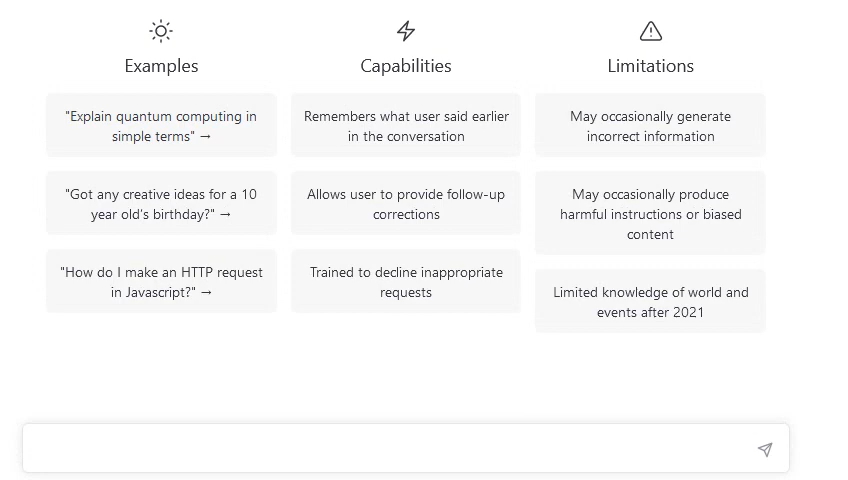 Examples
"Explain quantum computing in
simple terms" →
"Got any creative ideas for a 10
year old's birthday?" →
"How do I make an HTTP request
in Javascript?" →
Capabilities
Remembers what user said earlier
in the conversation
Allows user to provide follow-up
corrections
Trained to decline inappropriate
requests
Limitations
May occasionally generate
incorrect information
May occasionally produce
harmful instructions or biased
content
Limited knowledge of world and
events after 2021